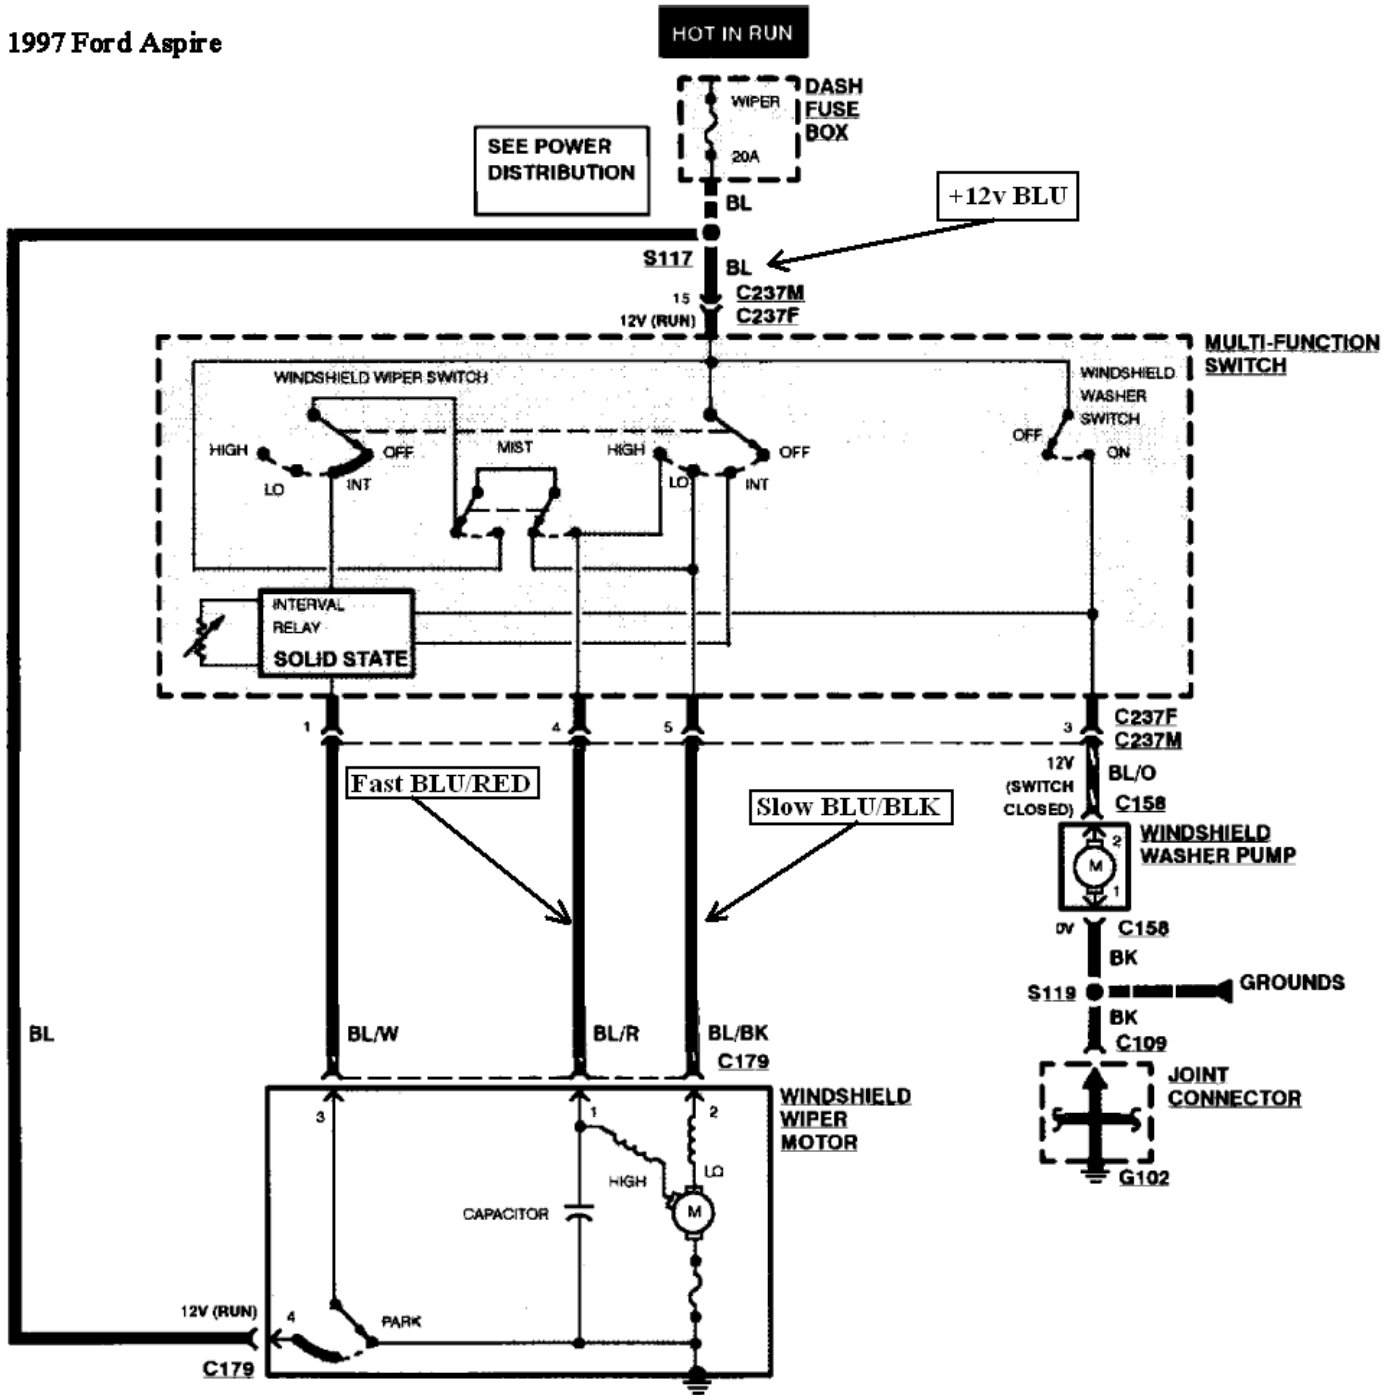 1997 Ford Aspire
HOT IN RUN
WIPER
20A
DASH
FUSE
BOX
SEE POWER
DISTRIBUTION
BL
+12v BLU
S117
BL
15
C237M
12V (RUN)
C237F
MULTI-FUNCTION
SWITCH
WINDSHIELD WIPER SWITCH
WINDSHIELD
WASHER
SWITCH
HIGH
OFF
LO
INT
MIST
HIGH
OFF
LO
INT
OFF
ON
INTERVAL
RELAY
SOLID STATE
1
4
5
3
C237F
C237M
12V
(SWITCH
CLOSED)
BL/O
C158
Fast BLU/RED
Slow BLU/BLK
2
M
1
WINDSHIELD
WASHER PUMP
0V
C158
BK
S119
GROUNDS
BK
C109
JOINT
CONNECTOR
G102
BL
BL/W
BL/R
BL/BK
C179
3
1
2
WINDSHIELD
WIPER
MOTOR
HIGH
LO
M
CAPACITOR
12V (RUN)
4
PARK
C179